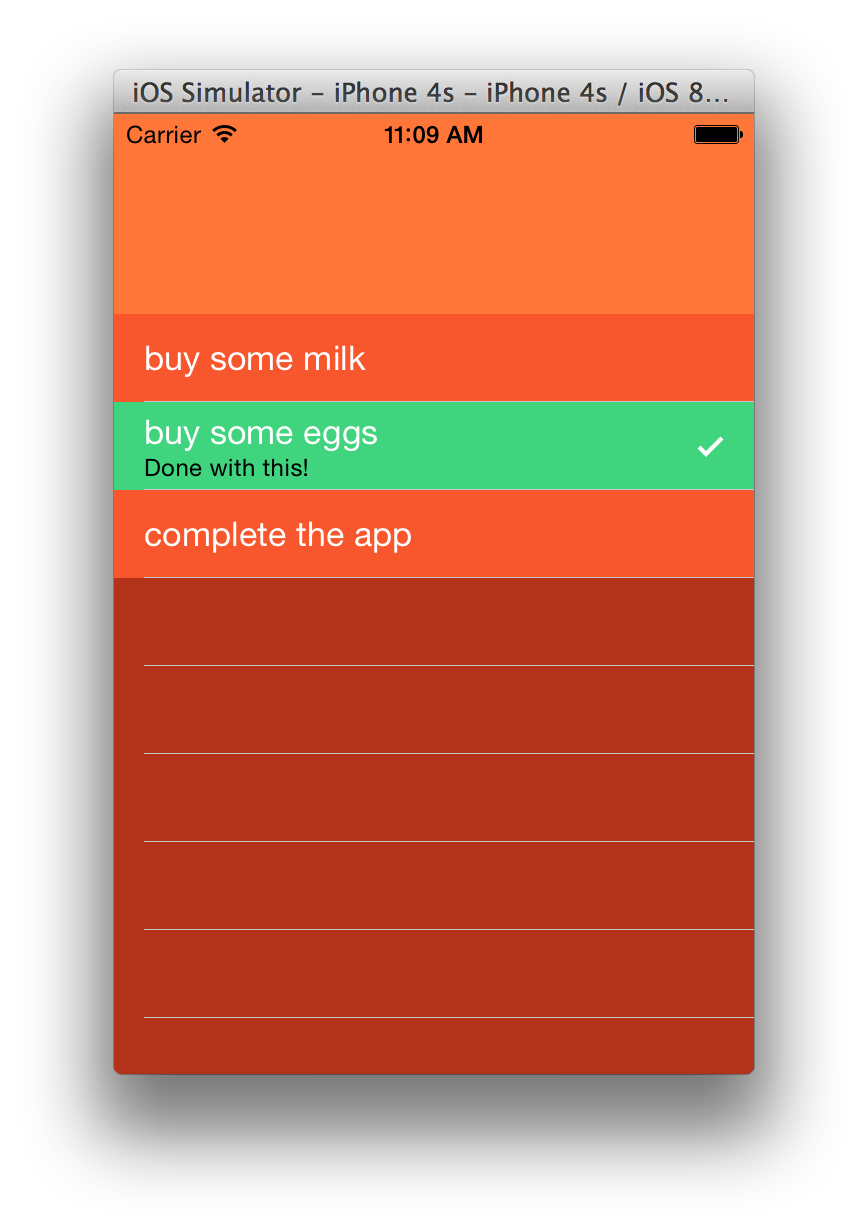 iOS Simulator – iPhone 4s – iPhone 4s / iOS 8...
Carrier 11:09 AM
buy some milk
buy some eggs
Done with this!
complete the app